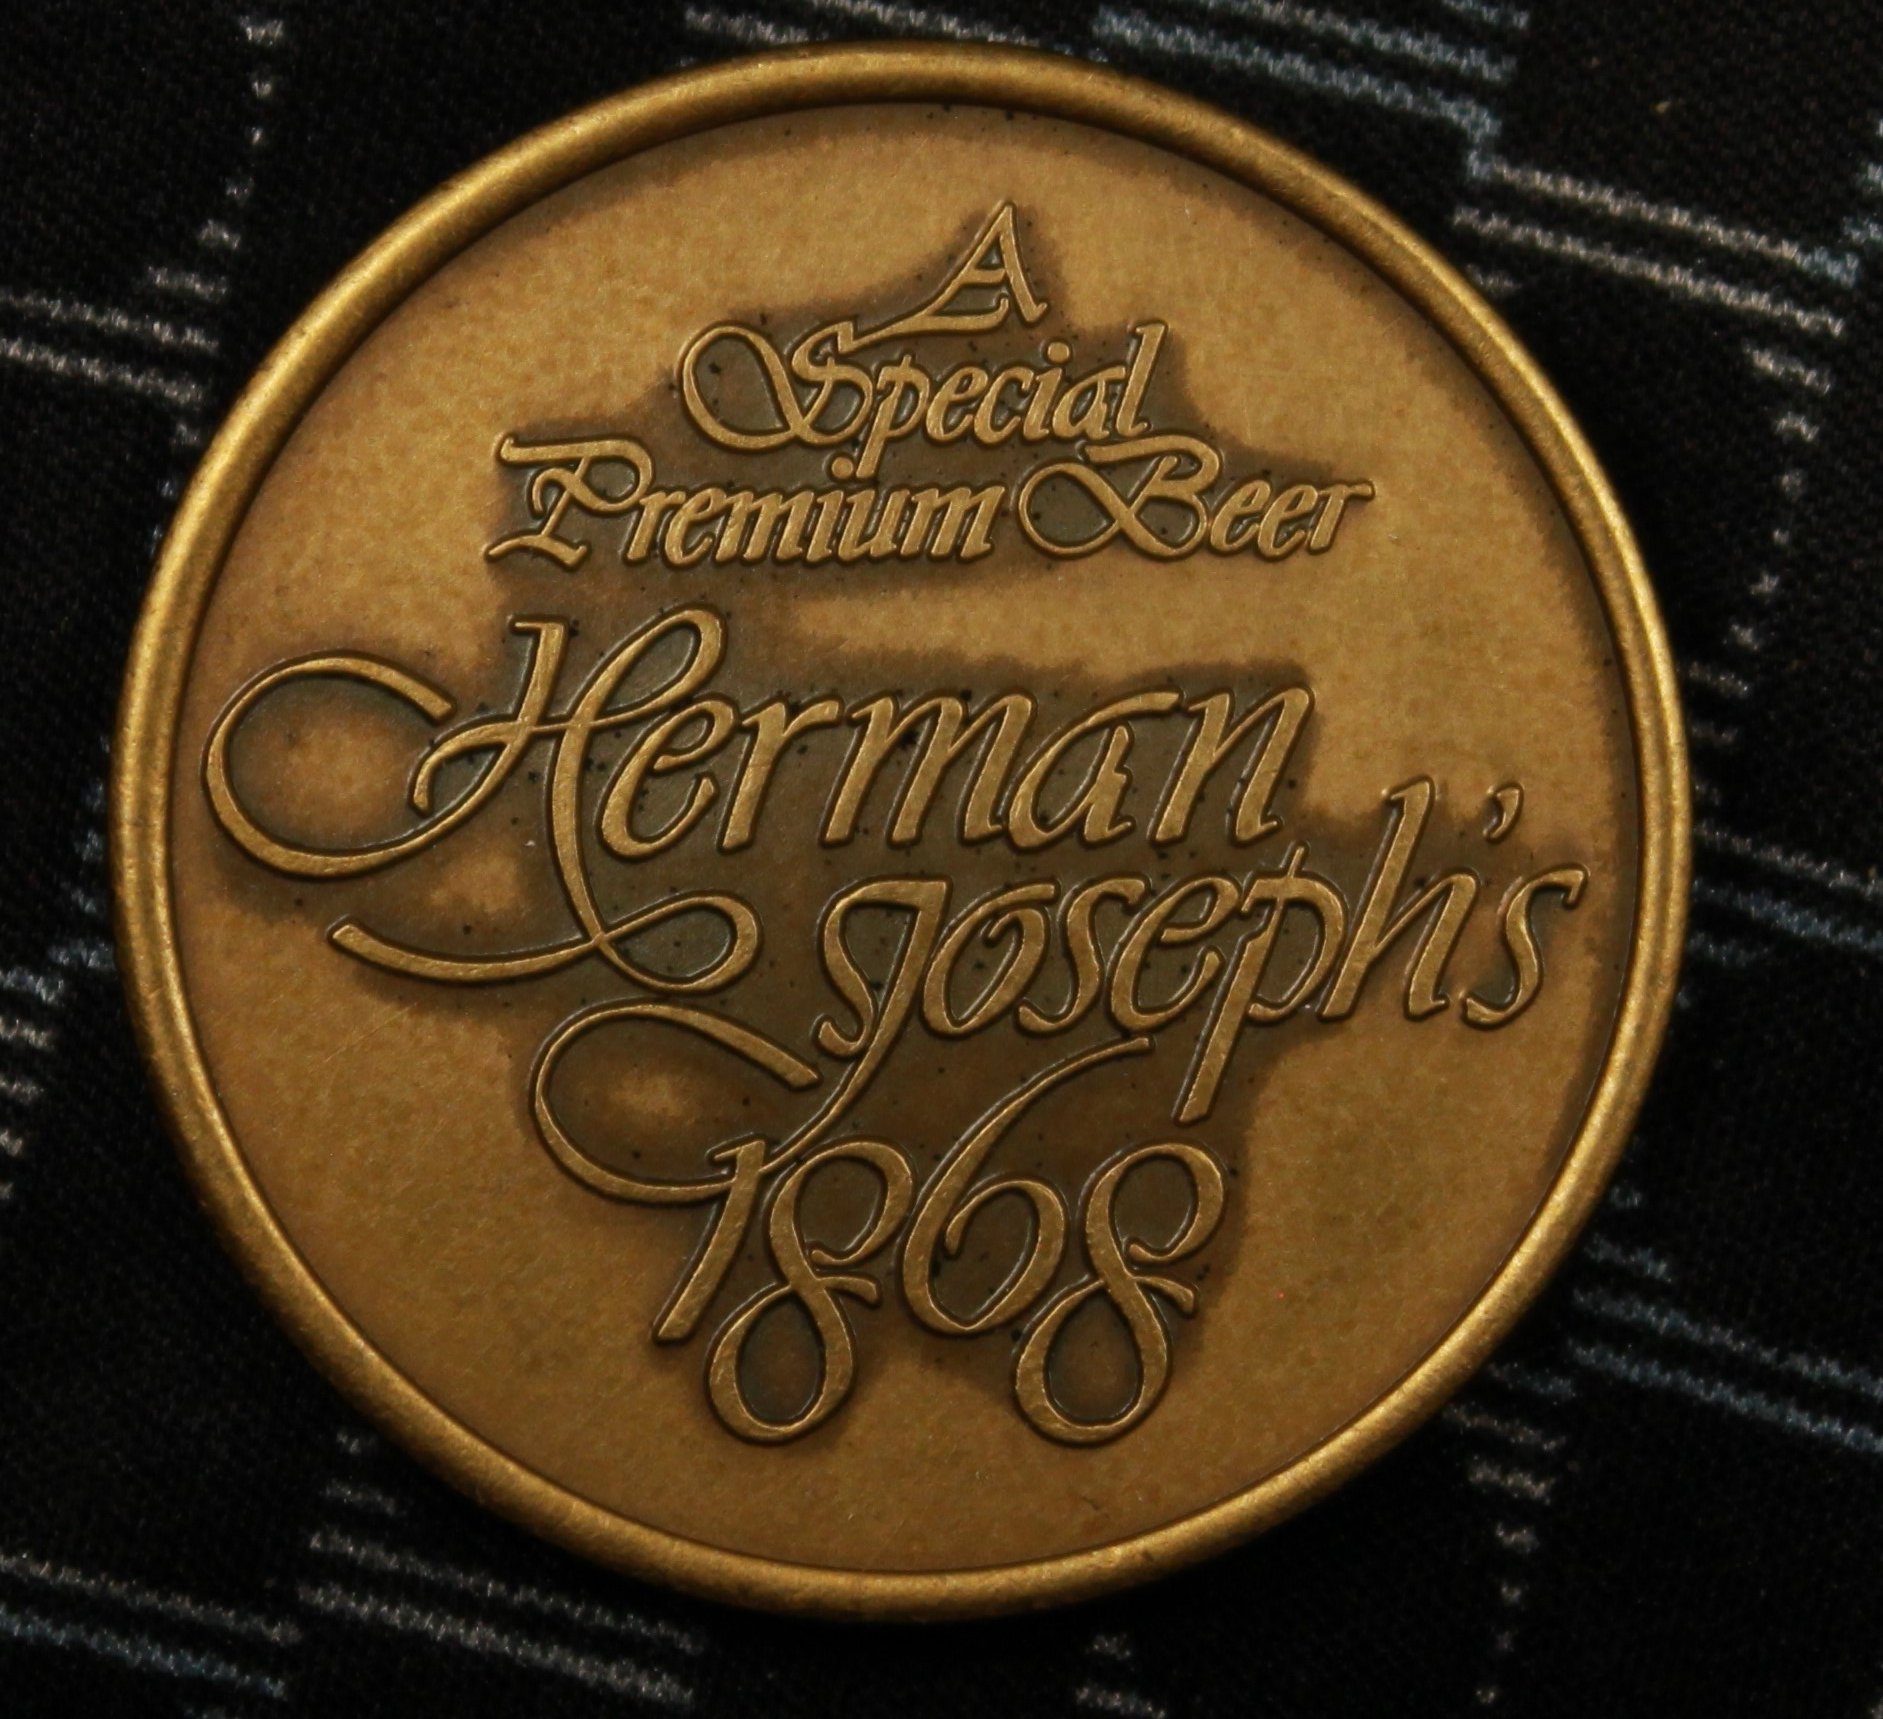 A
Special
Premium Beer
Herman
Joseph's
1868